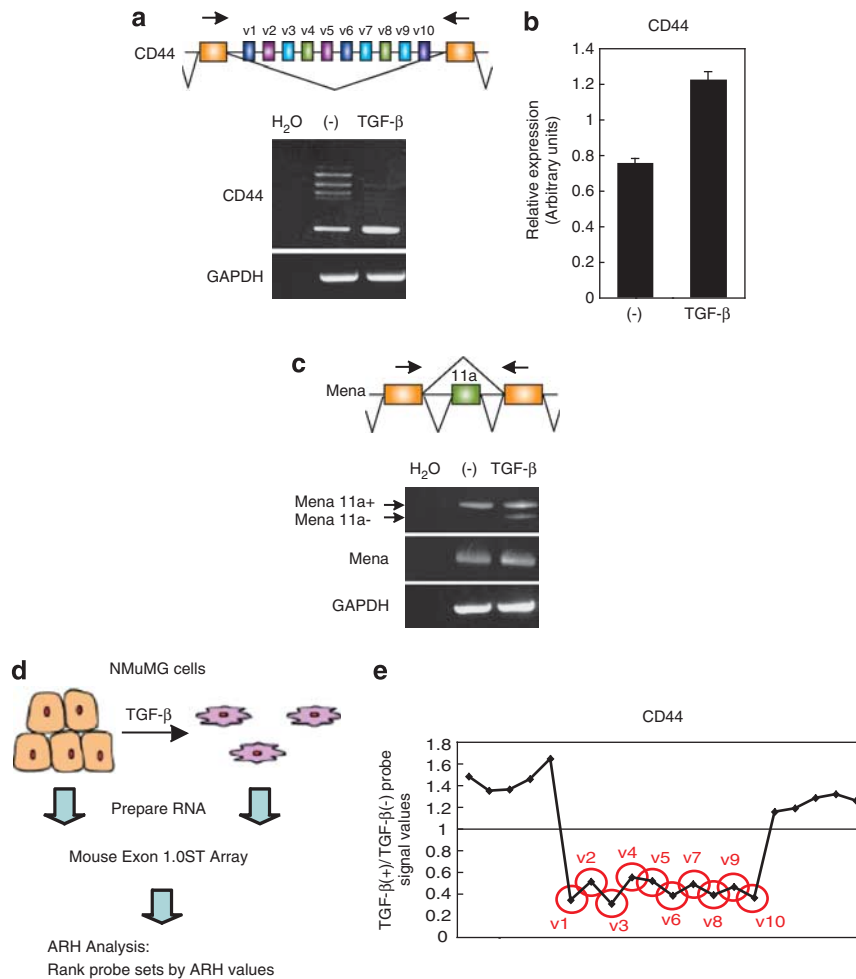 a
v1 v2 v3 v4 v5 v6 v7 v8 v9 v10
CD44
H2O (-) TGF-β
CD44
GAPDH
b
CD44
Relative expression
(Arbitrary units)
1.4
1.2
1
0.8
0.6
0.4
0.2
0
(-) TGF-β
c
11a
Mena
H2O (-) TGF-β
Mena 11a+
Mena 11a-
Mena
GAPDH
d
NMuMG cells
TGF-β
Prepare RNA
Mouse Exon 1.0ST Array
ARH Analysis:
Rank probe sets by ARH values
e
CD44
TGF-β(+)/TGF-β(-) probe
signal values
1.8
1.6
1.4
1.2
1
0.8
0.6
0.4
0.2
0
v1
v2
v3
v4
v5
v6
v7
v8
v9
v10